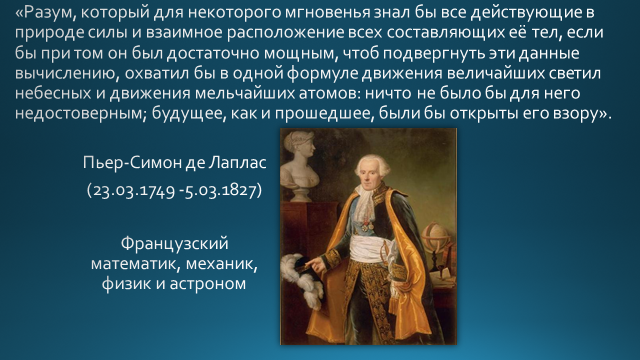 «Разум, который для некоторого мгновенья знал бы все действующие в
природе силы и взаимное расположение всех составляющих её тел, если
бы при том он был достаточно мощным, чтоб подвергнуть эти данные
вычислению, охватил бы в одной формуле движения величайших светил
небесных и движения мельчайших атомов: ничто не было бы для него
недостоверным; будущее, как и прошедшее, были бы открыты его взору».
Пьер-Симон де Лаплас
(23.03.1749 -5.03.1827)
Французский
математик, механик,
физик и астроном